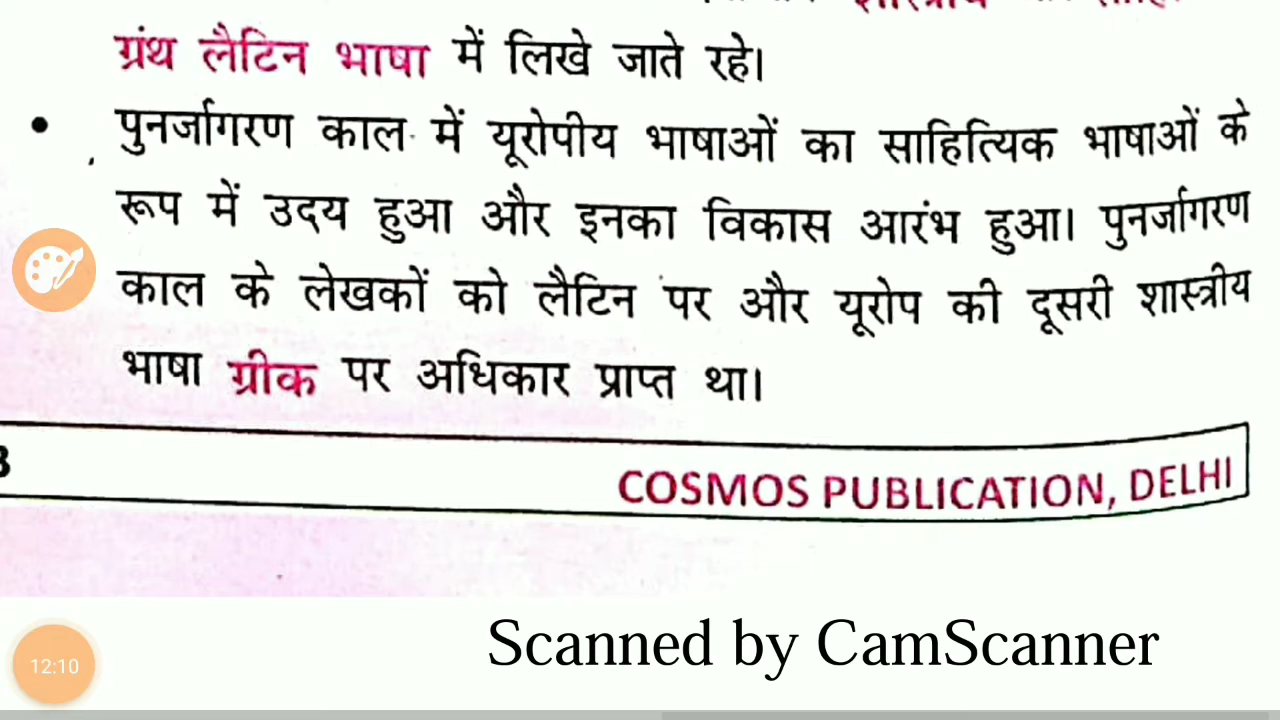 ग्रंथ लैटिन भाषा में लिखे जाते रहे।
• पुनर्जागरण काल में यूरोपीय भाषाओं का साहित्यिक भाषाओं के
रूप में उदय हुआ और इनका विकास आरंभ हुआ। पुनर्जागरण
काल के लेखकों को लैटिन पर और यूरोप की दूसरी शास्त्रीय
भाषा ग्रीक पर अधिकार प्राप्त था।
COSMOS PUBLICATION, DELHI
Scanned by CamScanner
12:10